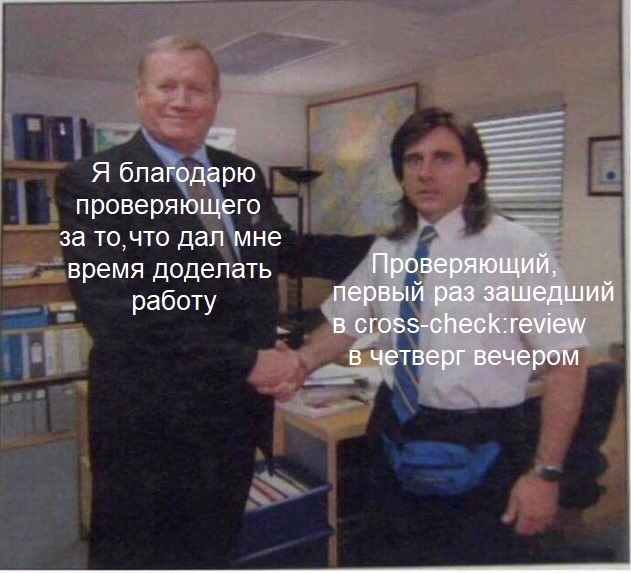 Я благодарю
проверяющего
за то,что дал мне
время доделать
работу
Проверяющий,
первый раз зашедший
в cross-check:review
в четверг вечером